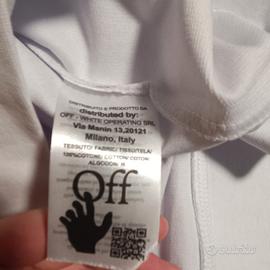 DISTRIBUITO E PRODOTTO DA
distributed by:
OFF - WHITE OPERATING SRL
Via Manin 13,20121
Milano, Italy
TESSUTO/ FABRIC/ TISSU/TELA/
100%COTONE/ COTTON/ COTON/
ALGODON: R
Off
subito